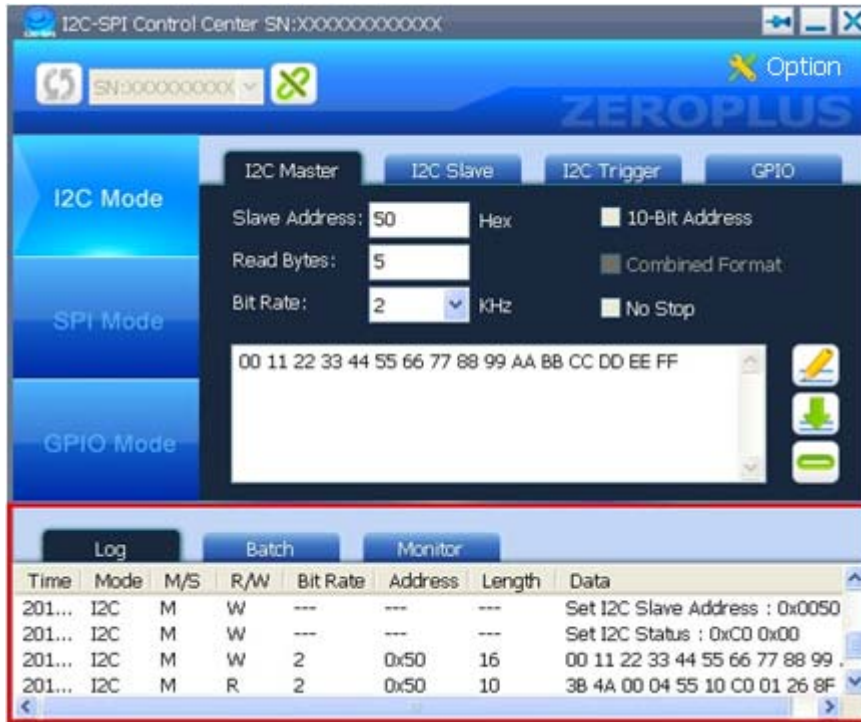 I2C-SPI Control Center SN:XXXXXXXXXXXX
SN:XXXXXXXXX
Option
ZEROPLUS
I2C Mode
SPI Mode
GPIO Mode
I2C Master I2C Slave I2C Trigger GPIO
Slave Address: 50 Hex 10-Bit Address
Read Bytes: 5 Combined Format
Bit Rate: 2 KHz No Stop
00 11 22 33 44 55 66 77 88 99 AA BB CC DD EE FF
Log Batch Monitor
Time Mode M/S R/W Bit Rate Address Length Data
201... I2C M W --- --- --- Set I2C Slave Address : 0x0050
201... I2C M W --- --- --- Set I2C Status : 0xC0 0x00
201... I2C M W 2 0x50 16 00 11 22 33 44 55 66 77 88 99 .
201... I2C M R 2 0x50 10 3B 4A 00 04 55 10 C0 01 26 8F